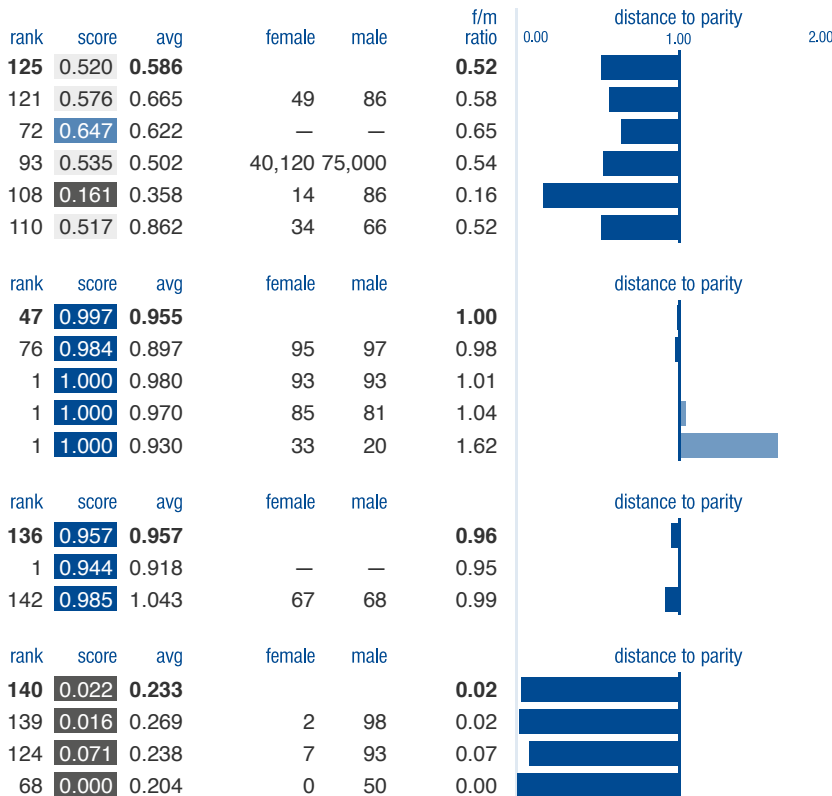 f/m distance to parity
rank score avg female male ratio 0.00 1.00 2.00
125 0.520 0.586 0.52
121 0.576 0.665 49 86 0.58
72 0.647 0.622 — — 0.65
93 0.535 0.502 40,120 75,000 0.54
108 0.161 0.358 14 86 0.16
110 0.517 0.862 34 66 0.52
rank score avg female male distance to parity
47 0.997 0.955 1.00
76 0.984 0.897 95 97 0.98
1 1.000 0.980 93 93 1.01
1 1.000 0.970 85 81 1.04
1 1.000 0.930 33 20 1.62
rank score avg female male distance to parity
136 0.957 0.957 0.96
1 0.944 0.918 — — 0.95
142 0.985 1.043 67 68 0.99
rank score avg female male distance to parity
140 0.022 0.233 0.02
139 0.016 0.269 2 98 0.02
124 0.071 0.238 7 93 0.07
68 0.000 0.204 0 50 0.00